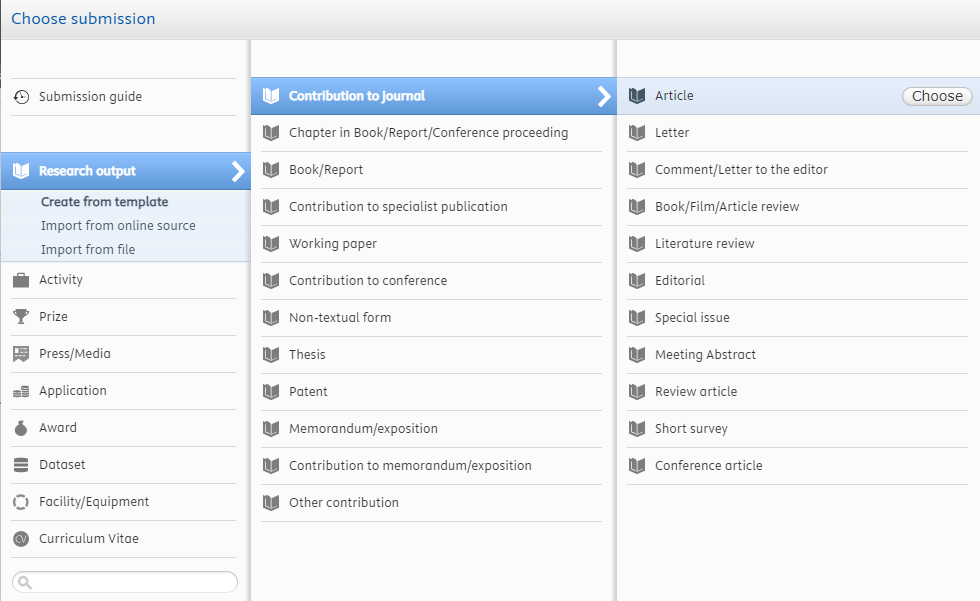 Choose submission
Submission guide
Research output
Create from template
Import from online source
Import from file
Activity
Prize
Press/Media
Application
Award
Dataset
Facility/Equipment
CV
Curriculum Vitae
Contribution to journal
Chapter in Book/Report/Conference proceeding
Book/Report
Contribution to specialist publication
Working paper
Contribution to conference
Non-textual form
Thesis
Patent
Memorandum/exposition
Contribution to memorandum/exposition
Other contribution
Article
Choose
Letter
Comment/Letter to the editor
Book/Film/Article review
Literature review
Editorial
Special issue
Meeting Abstract
Review article
Short survey
Conference article